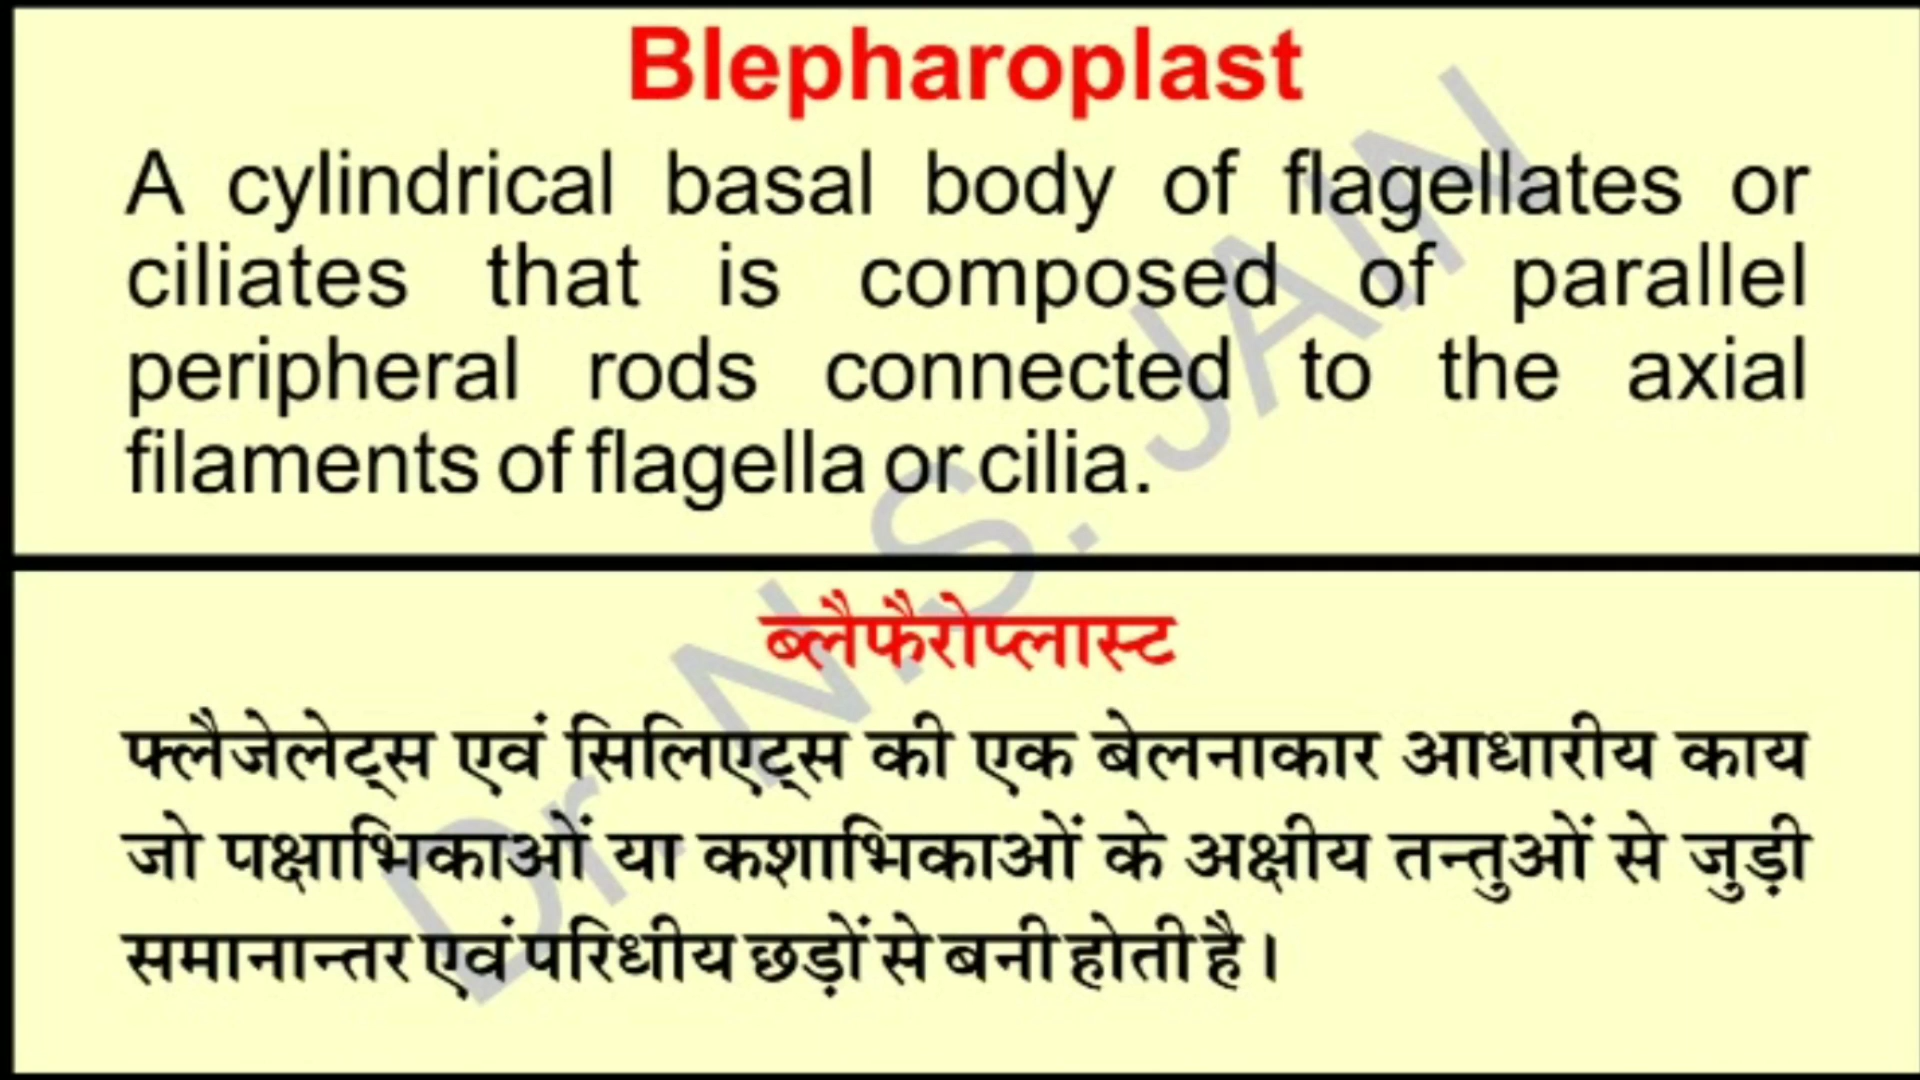 Blepharoplast
A cylindrical basal body of flagellates or
ciliates that is composed of parallel
peripheral rods connected to the axial
filaments of flagella or cilia.
ब्लैफैरोप्लास्ट
फ्लैजेलेट्स एवं सिलिएट्स की एक बेलनाकार आधारीय काय
जो पक्षाभिकाओं या कशाभिकाओं के अक्षीय तन्तुओं से जुड़ी
समानान्तर एवं परिधीय छड़ों से बनी होती है।
Dr. N.S. JAIN